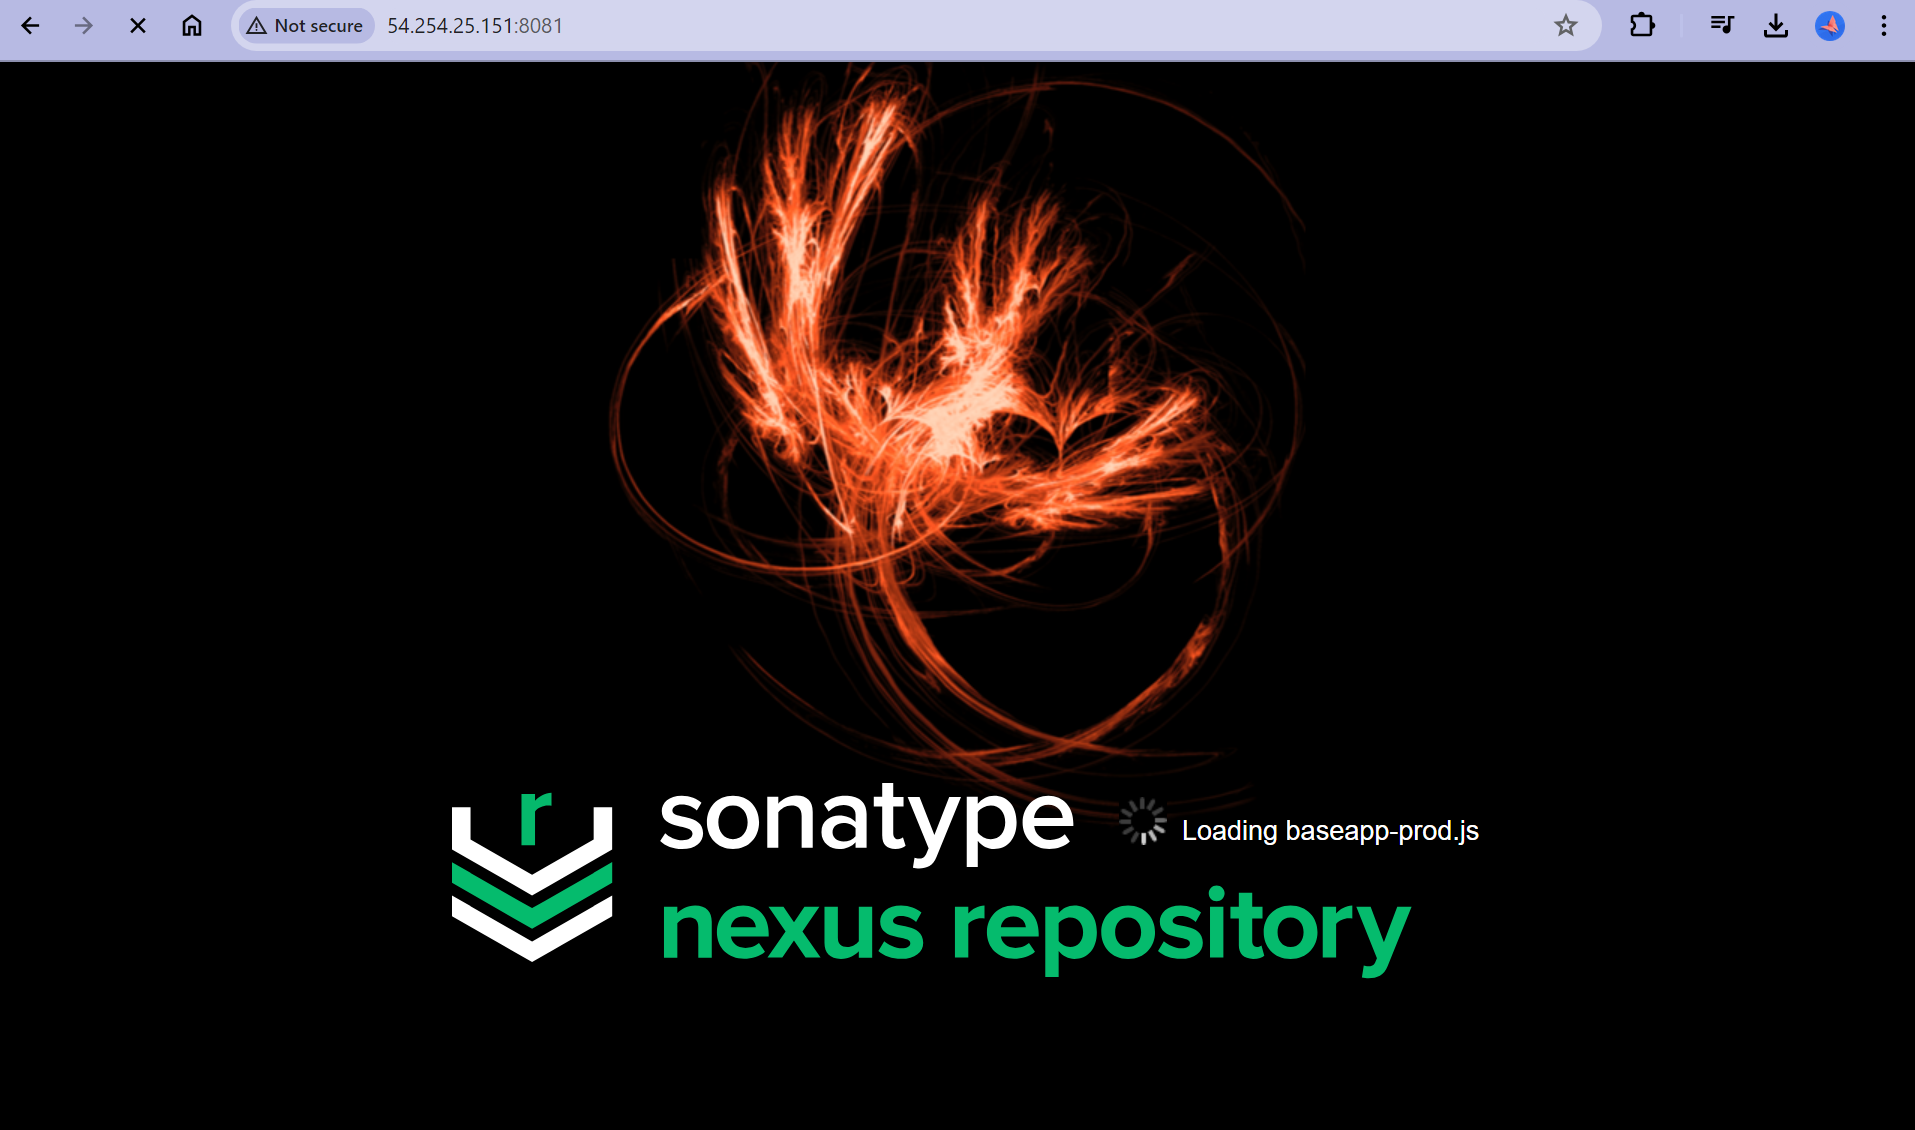 Not secure 54.254.25.151:8081
r
sonatype
Loading baseapp-prod.js
nexus repository